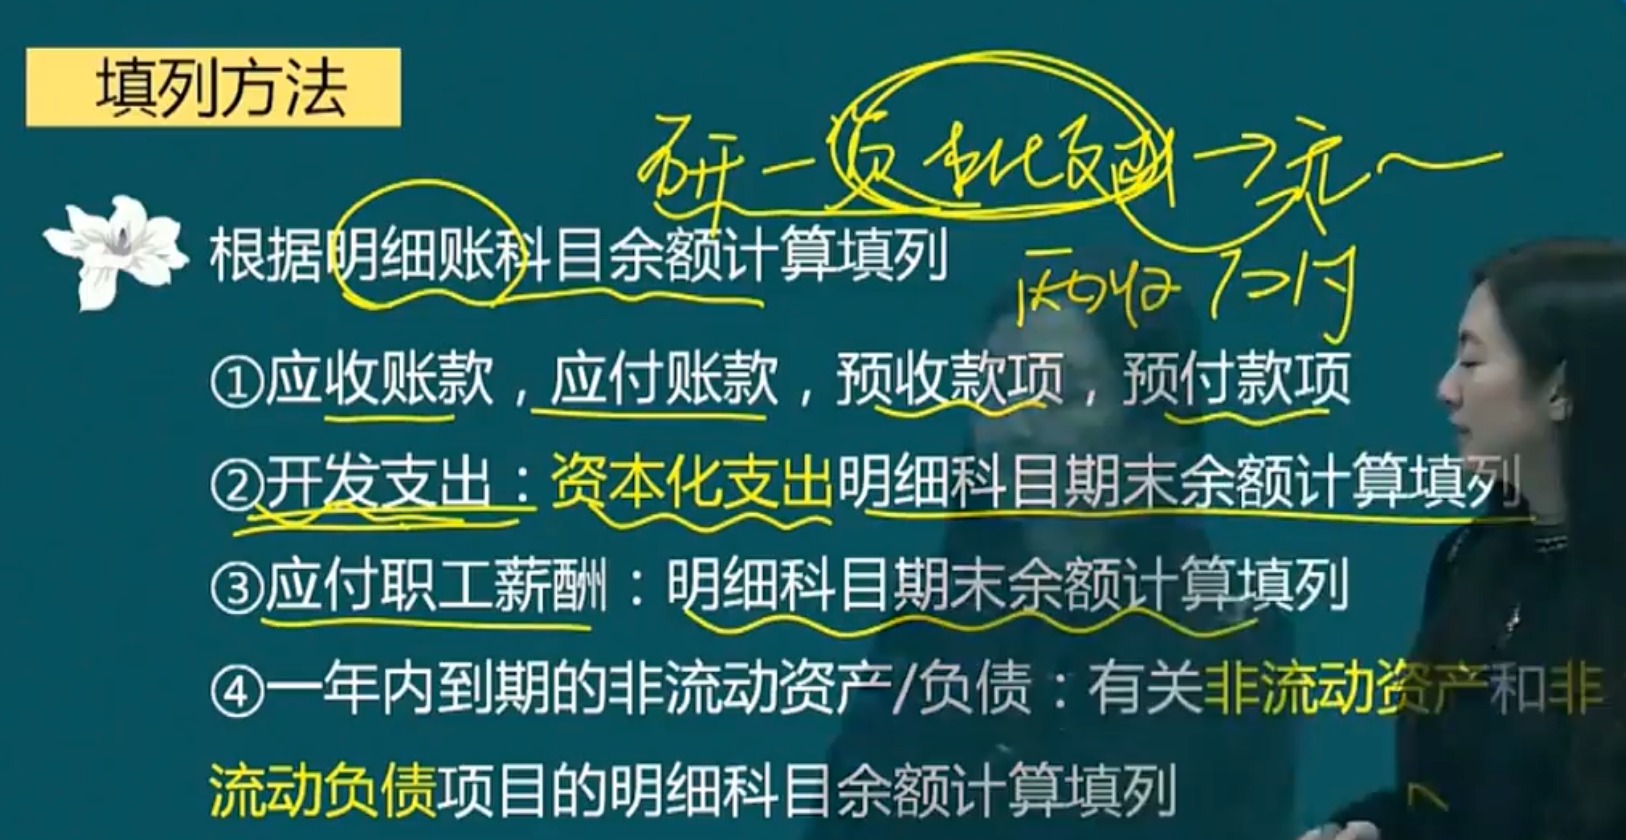 填列方法
研—资本化支出→无～
根据明细账科目余额计算填列
两收 两付
①应收账款，应付账款，预收款项，预付款项
②开发支出：资本化支出明细科目期末余额计算填列
③应付职工薪酬：明细科目期末余额计算填列
④一年内到期的非流动资产/负债：有关非流动资产和非
流动负债项目的明细科目余额计算填列